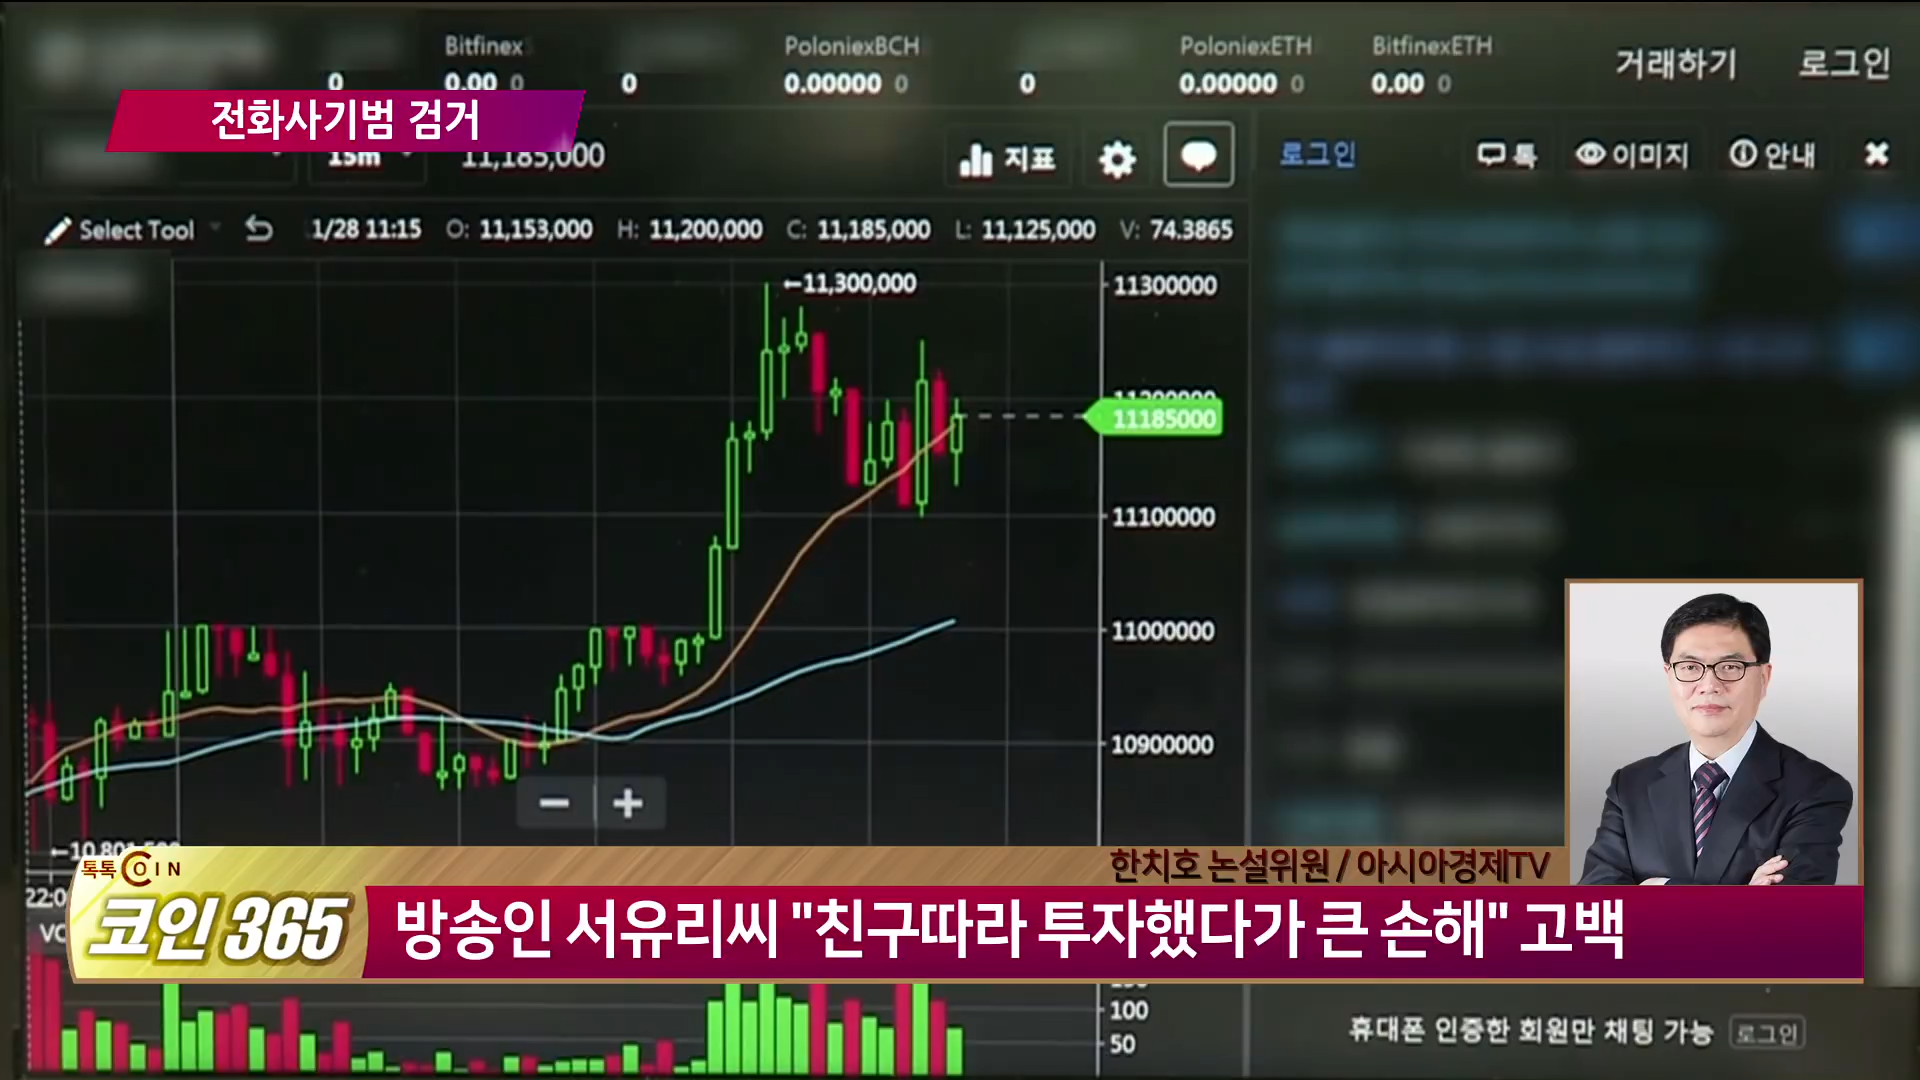 Bitfinex
PoloniexBCH
PoloniexETH
BitfinexETH
거래하기
로그인
0
0.00 0
0
0.00000 0
0
0.00000 0
0.00 0
전화사기범 검거
15m
11,185,000
지표
로그인
톡
이미지
안내
Select Tool
1/28 11:15
O: 11,153,000
H: 11,200,000
C: 11,185,000
L: 11,125,000
V: 74.3865
←11,300,000
11300000
11200000
11185000
11100000
11000000
10900000
←10,801,500
22:0
톡톡 COIN
코인 365
한치호 논설위원 / 아시아경제TV
방송인 서유리씨 "친구따라 투자했다가 큰 손해" 고백
100
50
휴대폰 인증한 회원만 채팅 가능
로그인